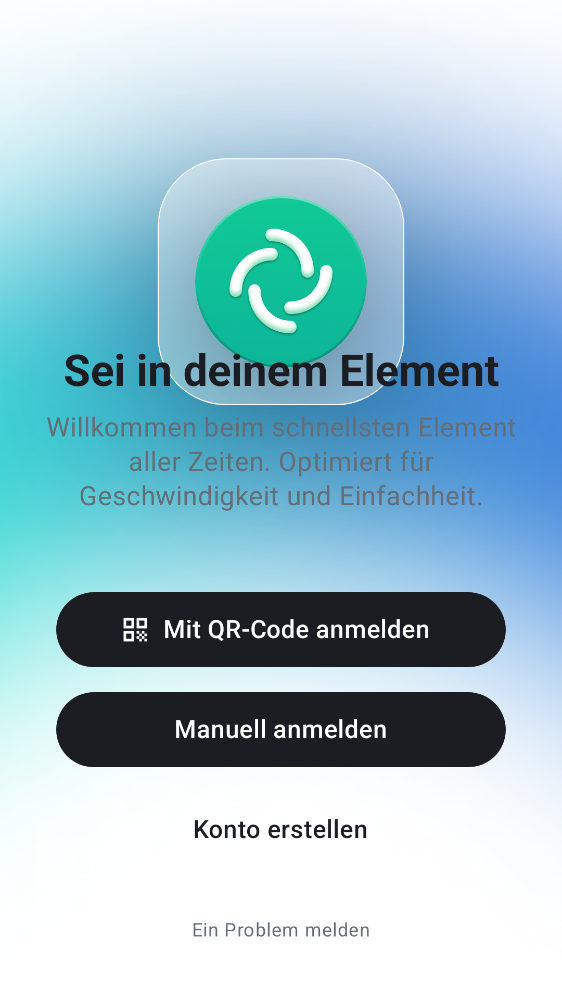 Sei in deinem Element
Willkommen beim schnellsten Element
aller Zeiten. Optimiert für
Geschwindigkeit und Einfachheit.
Mit QR-Code anmelden
Manuell anmelden
Konto erstellen
Ein Problem melden